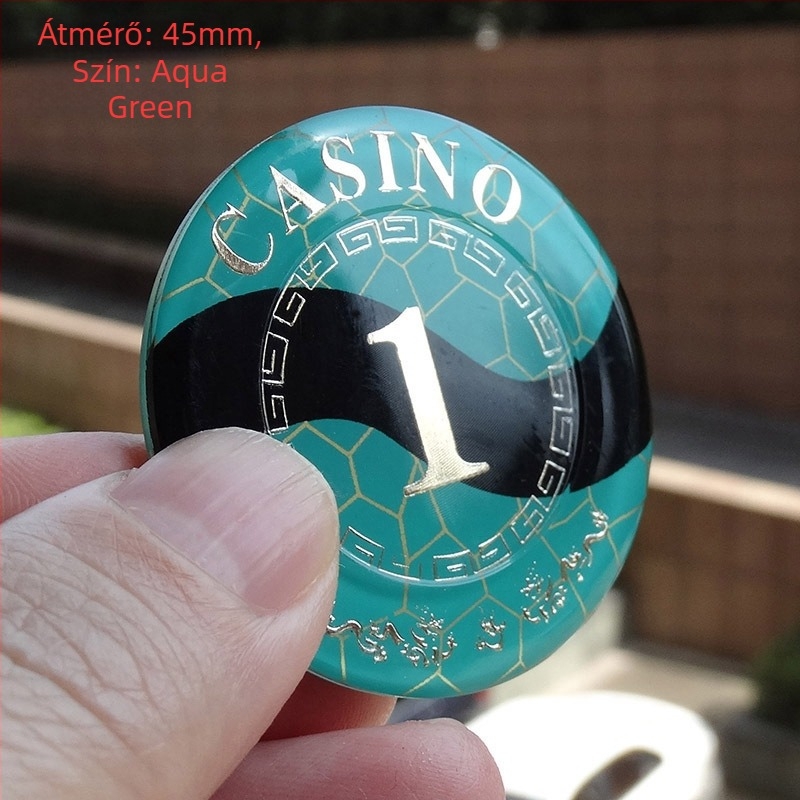 Átmérő: 45mm,
Szín: Aqua
Green
CASINO
1